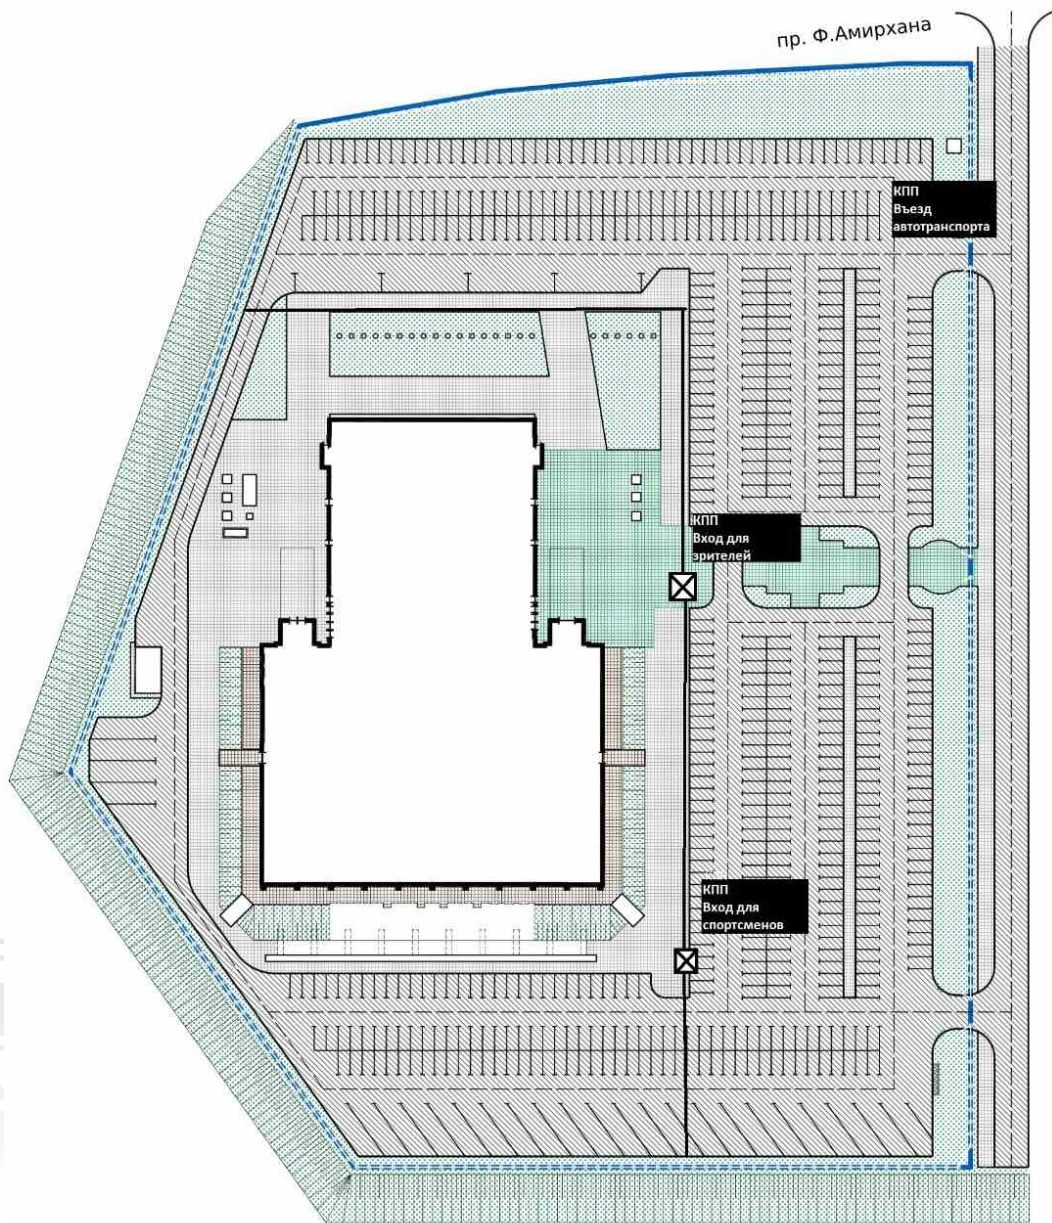 пр. Ф.Амирхана
КПП
Въезд
автотранспорта
КПП
Вход для
зрителей
КПП
Вход для
спортсменов